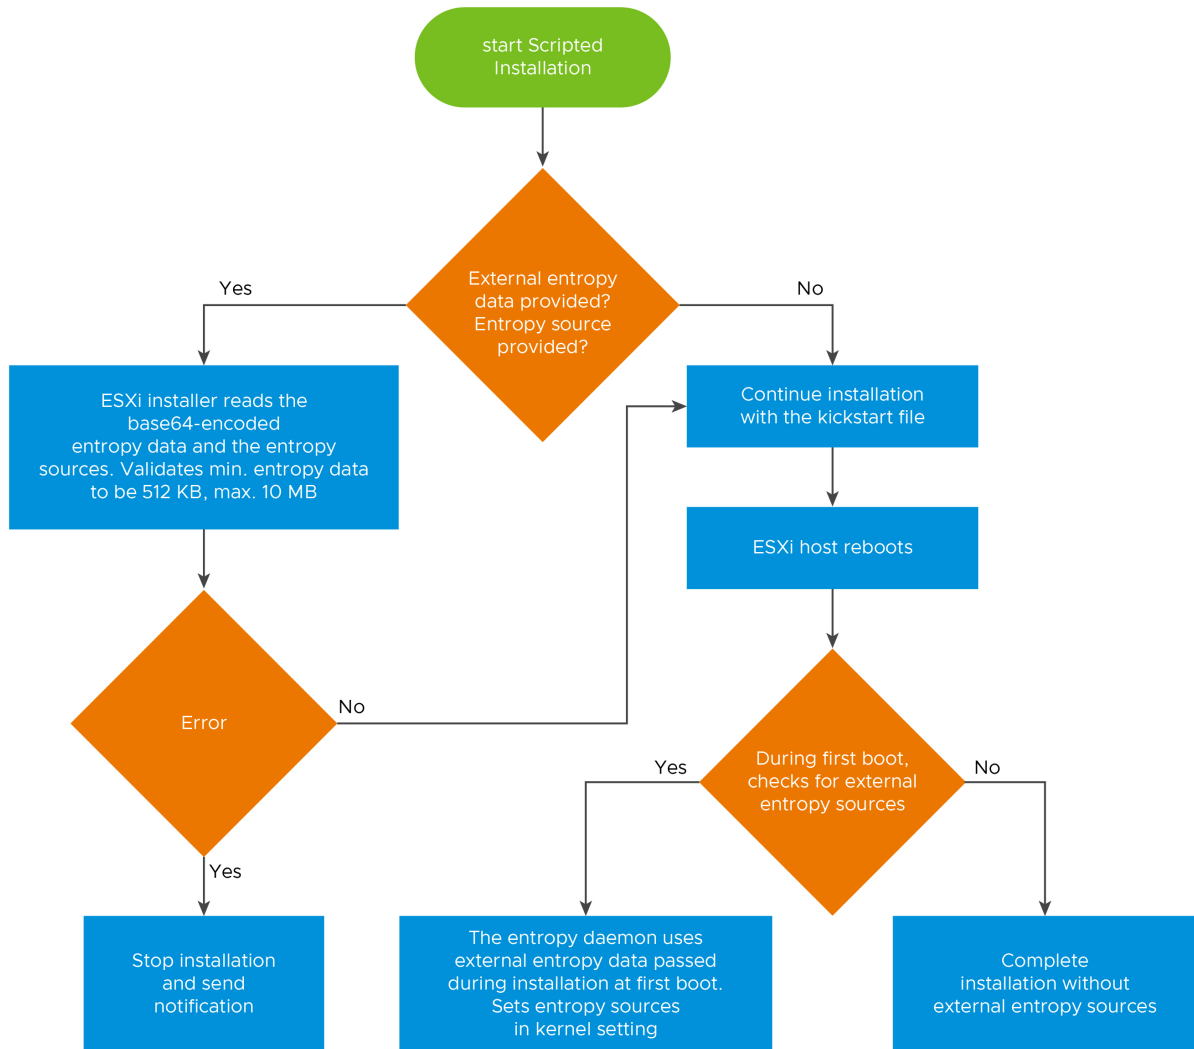 start Scripted
Installation
External entropy
data provided?
Entropy source
provided?
Yes
No
ESXi installer reads the
base64-encoded
entropy data and the entropy
sources. Validates min. entropy data
to be 512 KB, max. 10 MB
Continue installation
with the kickstart file
ESXi host reboots
Error
No
Yes
During first boot,
checks for external
entropy sources
Yes
No
Stop installation
and send
notification
The entropy daemon uses
external entropy data passed
during installation at first boot.
Sets entropy sources
in kernel setting
Complete
installation without
external entropy sources